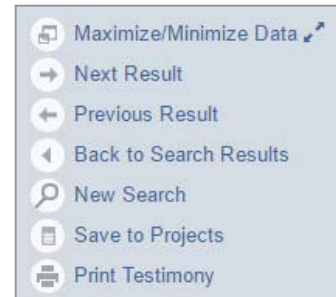 Maximize/Minimize Data
Next Result
Previous Result
Back to Search Results
New Search
Save to Projects
Print Testimony